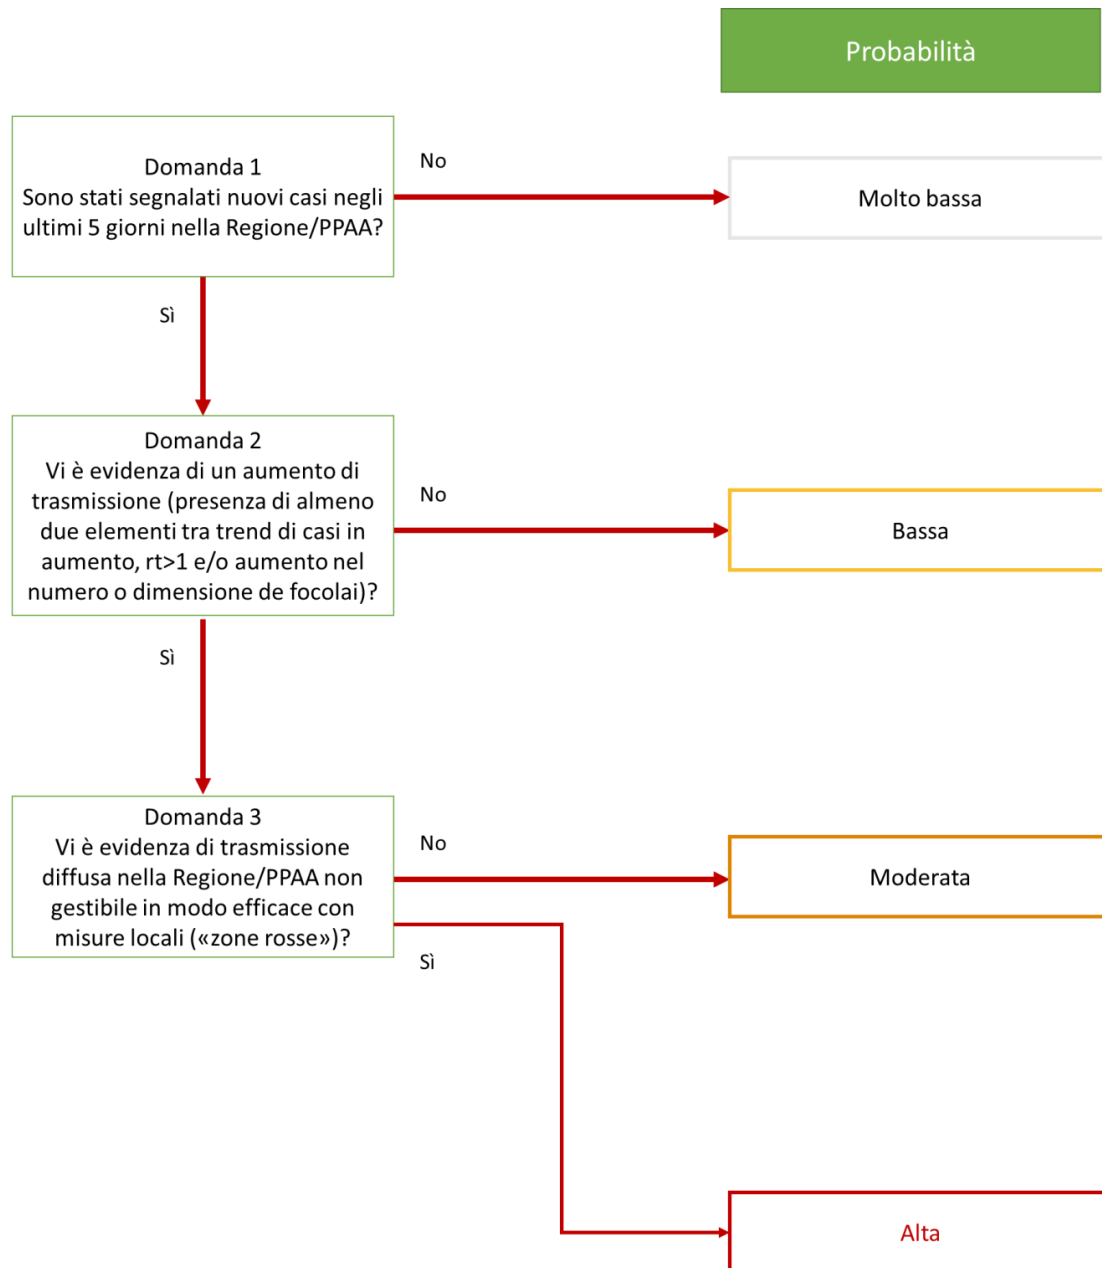 Probabilità
Domanda 1
Sono stati segnalati nuovi casi negli
ultimi 5 giorni nella Regione/PPAA?
No
Molto bassa
Sì
Domanda 2
Vi è evidenza di un aumento di
trasmissione (presenza di almeno
due elementi tra trend di casi in
aumento, rt>1 e/o aumento nel
numero o dimensione de focolai)?
No
Bassa
Sì
Domanda 3
Vi è evidenza di trasmissione
diffusa nella Regione/PPAA non
gestibile in modo efficace con
misure locali («zone rosse»)?
No
Moderata
Sì
Alta